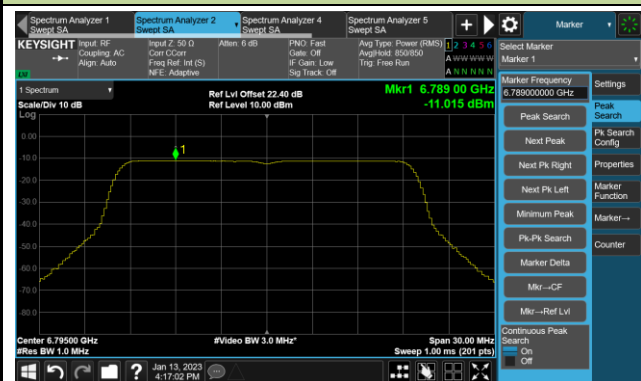 Spectrum Analyzer 1
Swept SA
Spectrum Analyzer 2
Swept SA
Spectrum Analyzer 4
Swept SA
Spectrum Analyzer 5
Swept SA
Marker
KEYSIGHT
Input: RF
Coupling: AC
Align: Auto
Input Z: 50 Ω
Corr CCorr
Freq Ref: Int (S)
NFE: Adaptive
Atten: 6 dB
PNO: Fast
Gate: Off
IF Gain: Low
Sig Track: Off
Avg Type: Power (RMS)
Avg|Hold: 850/850
Trig: Free Run
1 2 3 4 5 6
A W W W W W
A N N N N N
Select Marker
Marker 1
1 Spectrum
Scale/Div 10 dB
Log
Ref Lvl Offset 22.40 dB
Ref Level 10.00 dBm
Mkr1 6.789 00 GHz
-11.015 dBm
0.00
-10.0
-20.0
-30.0
-40.0
-50.0
-60.0
-70.0
-80.0
1
Center 6.79500 GHz
#Res BW 1.0 MHz
#Video BW 3.0 MHz*
Span 30.00 MHz
Sweep 1.00 ms (201 pts)
Marker Frequency
6.789000000 GHz
Peak Search
Next Peak
Next Pk Right
Next Pk Left
Minimum Peak
Pk-Pk Search
Marker Delta
Mkr→CF
Mkr→Ref Lvl
Continuous Peak
Search
On
Off
Settings
Peak
Search
Pk Search
Config
Properties
Marker
Function
Marker→
Counter
Jan 13, 2023
4:17:02 PM